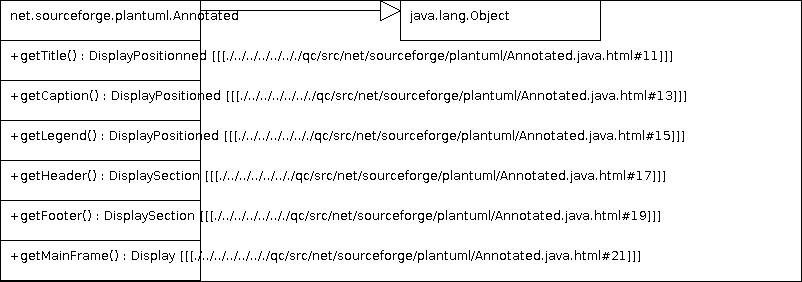 net.sourceforge.plantuml.Annotated
java.lang.Object
+getTitle() : DisplayPositionned [[[./../../../../../../qc/src/net/sourceforge/plantuml/Annotated.java.html#11]]]
+getCaption() : DisplayPositioned [[[./../../../../../../qc/src/net/sourceforge/plantuml/Annotated.java.html#13]]]
+getLegend() : DisplayPositioned [[[./../../../../../../qc/src/net/sourceforge/plantuml/Annotated.java.html#15]]]
+getHeader() : DisplaySection [[[./../../../../../../qc/src/net/sourceforge/plantuml/Annotated.java.html#17]]]
+getFooter() : DisplaySection [[[./../../../../../../qc/src/net/sourceforge/plantuml/Annotated.java.html#19]]]
+getMainFrame() : Display [[[./../../../../../../qc/src/net/sourceforge/plantuml/Annotated.java.html#21]]]